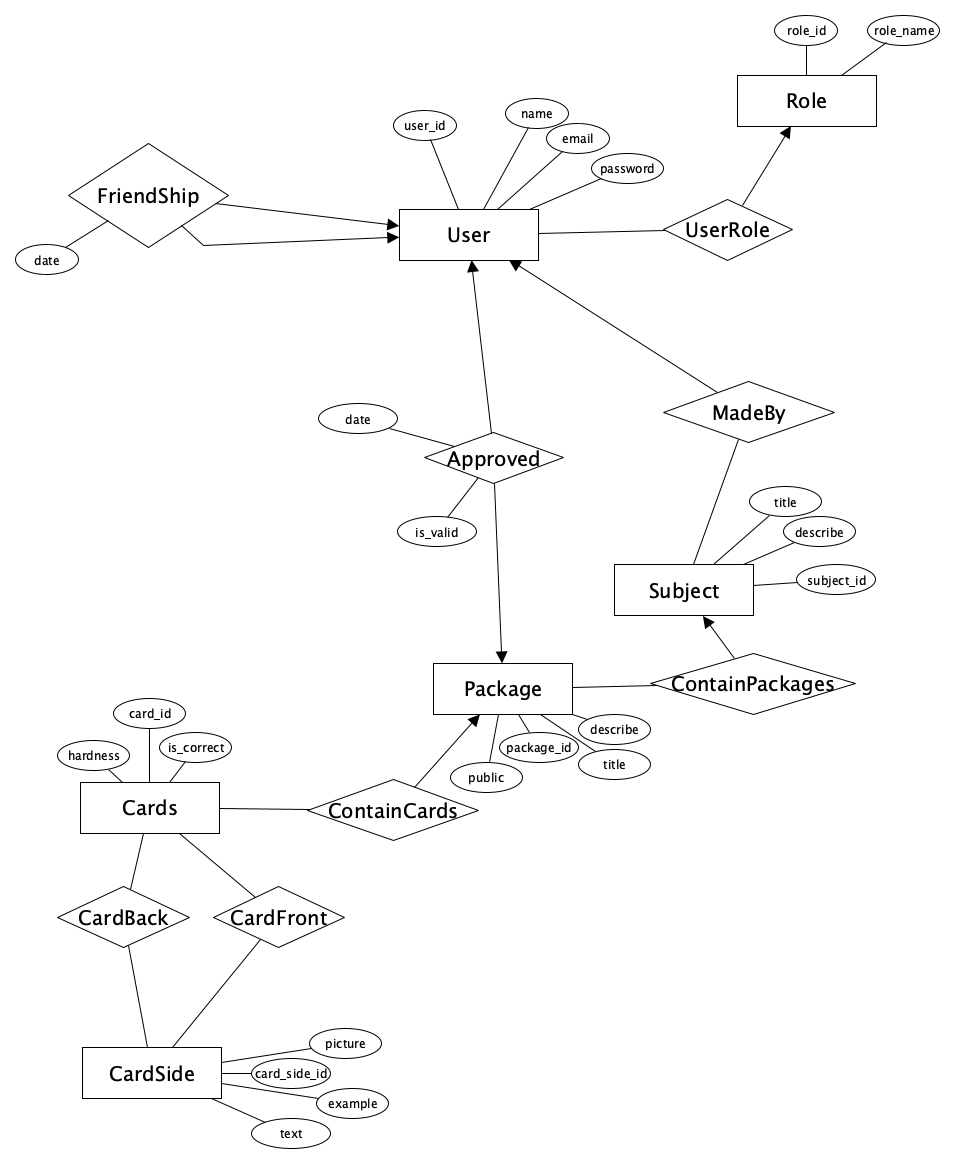 role_id
role_name
Role
user_id
name
email
password
FriendShip
User
UserRole
date
MadeBy
date
Approved
is_valid
title
describe
subject_id
Subject
Package
ContainPackages
describe
package_id
title
public
card_id
hardness
is_correct
Cards
ContainCards
CardBack
CardFront
picture
card_side_id
CardSide
example
text